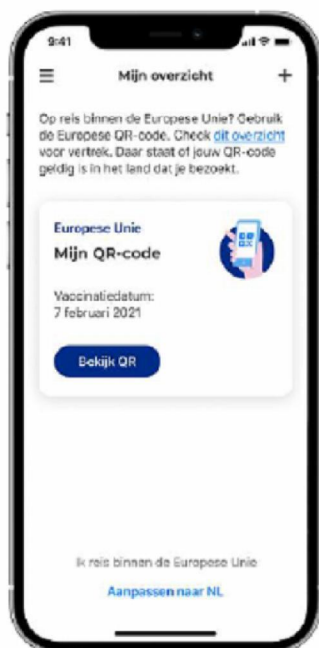 9:41
Mijn overzicht
Op reis binnen de Europese Unie? Gebruik
de Europese QR-code. Check dit overzicht
voor vertrek. Daar staat of jouw QR-code
geldig is in het land dat je bezoekt.
Europese Unie
Mijn QR-code
Vaccinatiedatum:
7 februari 2021
Bekijk QR
Ik reis binnen de Europese Unie
Aanpassen naar NL